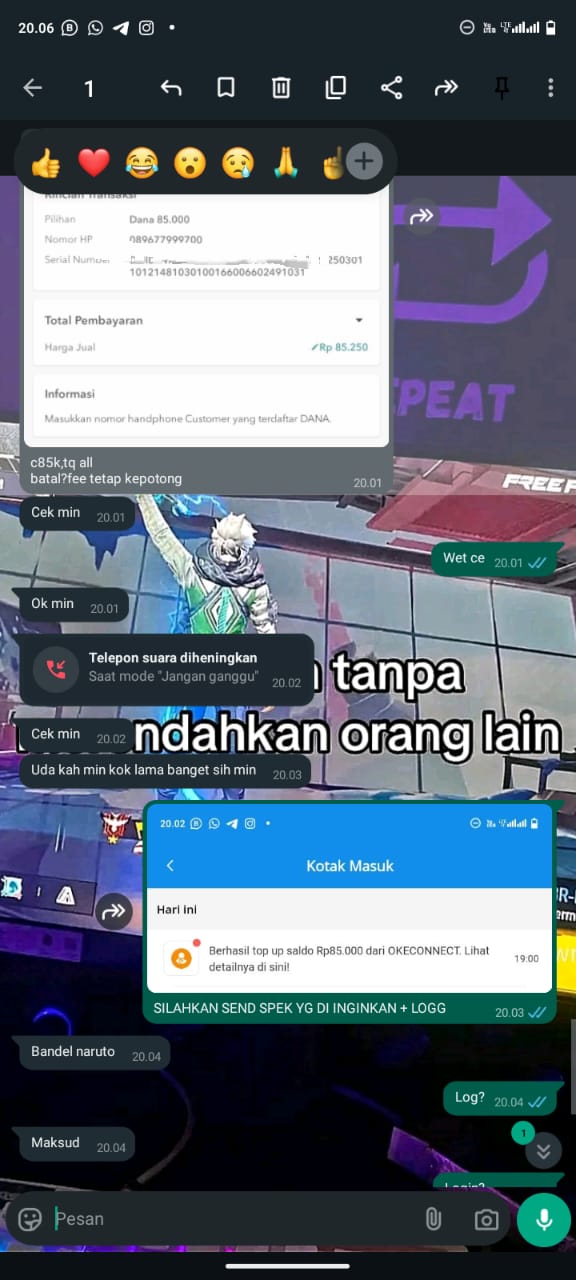 20.06
1
Rincian Transaksi
Pilihan Dana 85.000
Nomor HP 089677999700
Serial Number 250301
10121481030100166006602491031
Total Pembayaran
Harga Jual Rp 85.250
Informasi
Masukkan nomor handphone Customer yang terdaftar DANA.
c85k,tq all
batal?fee tetap kepotong
20.01
EPEAT
FREEF
Cek min 20.01
Wet ce 20.01
Ok min 20.01
Telepon suara diheningkan
Saat mode "Jangan ganggu" 20.02
tanpa
Cek min 20.02
ndahkan orang lain
Uda kah min kok lama banget sih min 20.03
20.02
Kotak Masuk
Hari ini
Berhasil top up saldo Rp85.000 dari OKECONNECT. Lihat
detailnya di sini!
19:00
SILAHKAN SEND SPEK YG DI INGINKAN + LOGG
20.03
Bandel naruto 20.04
Log? 20.04
Maksud 20.04
1
Login?
Pesan